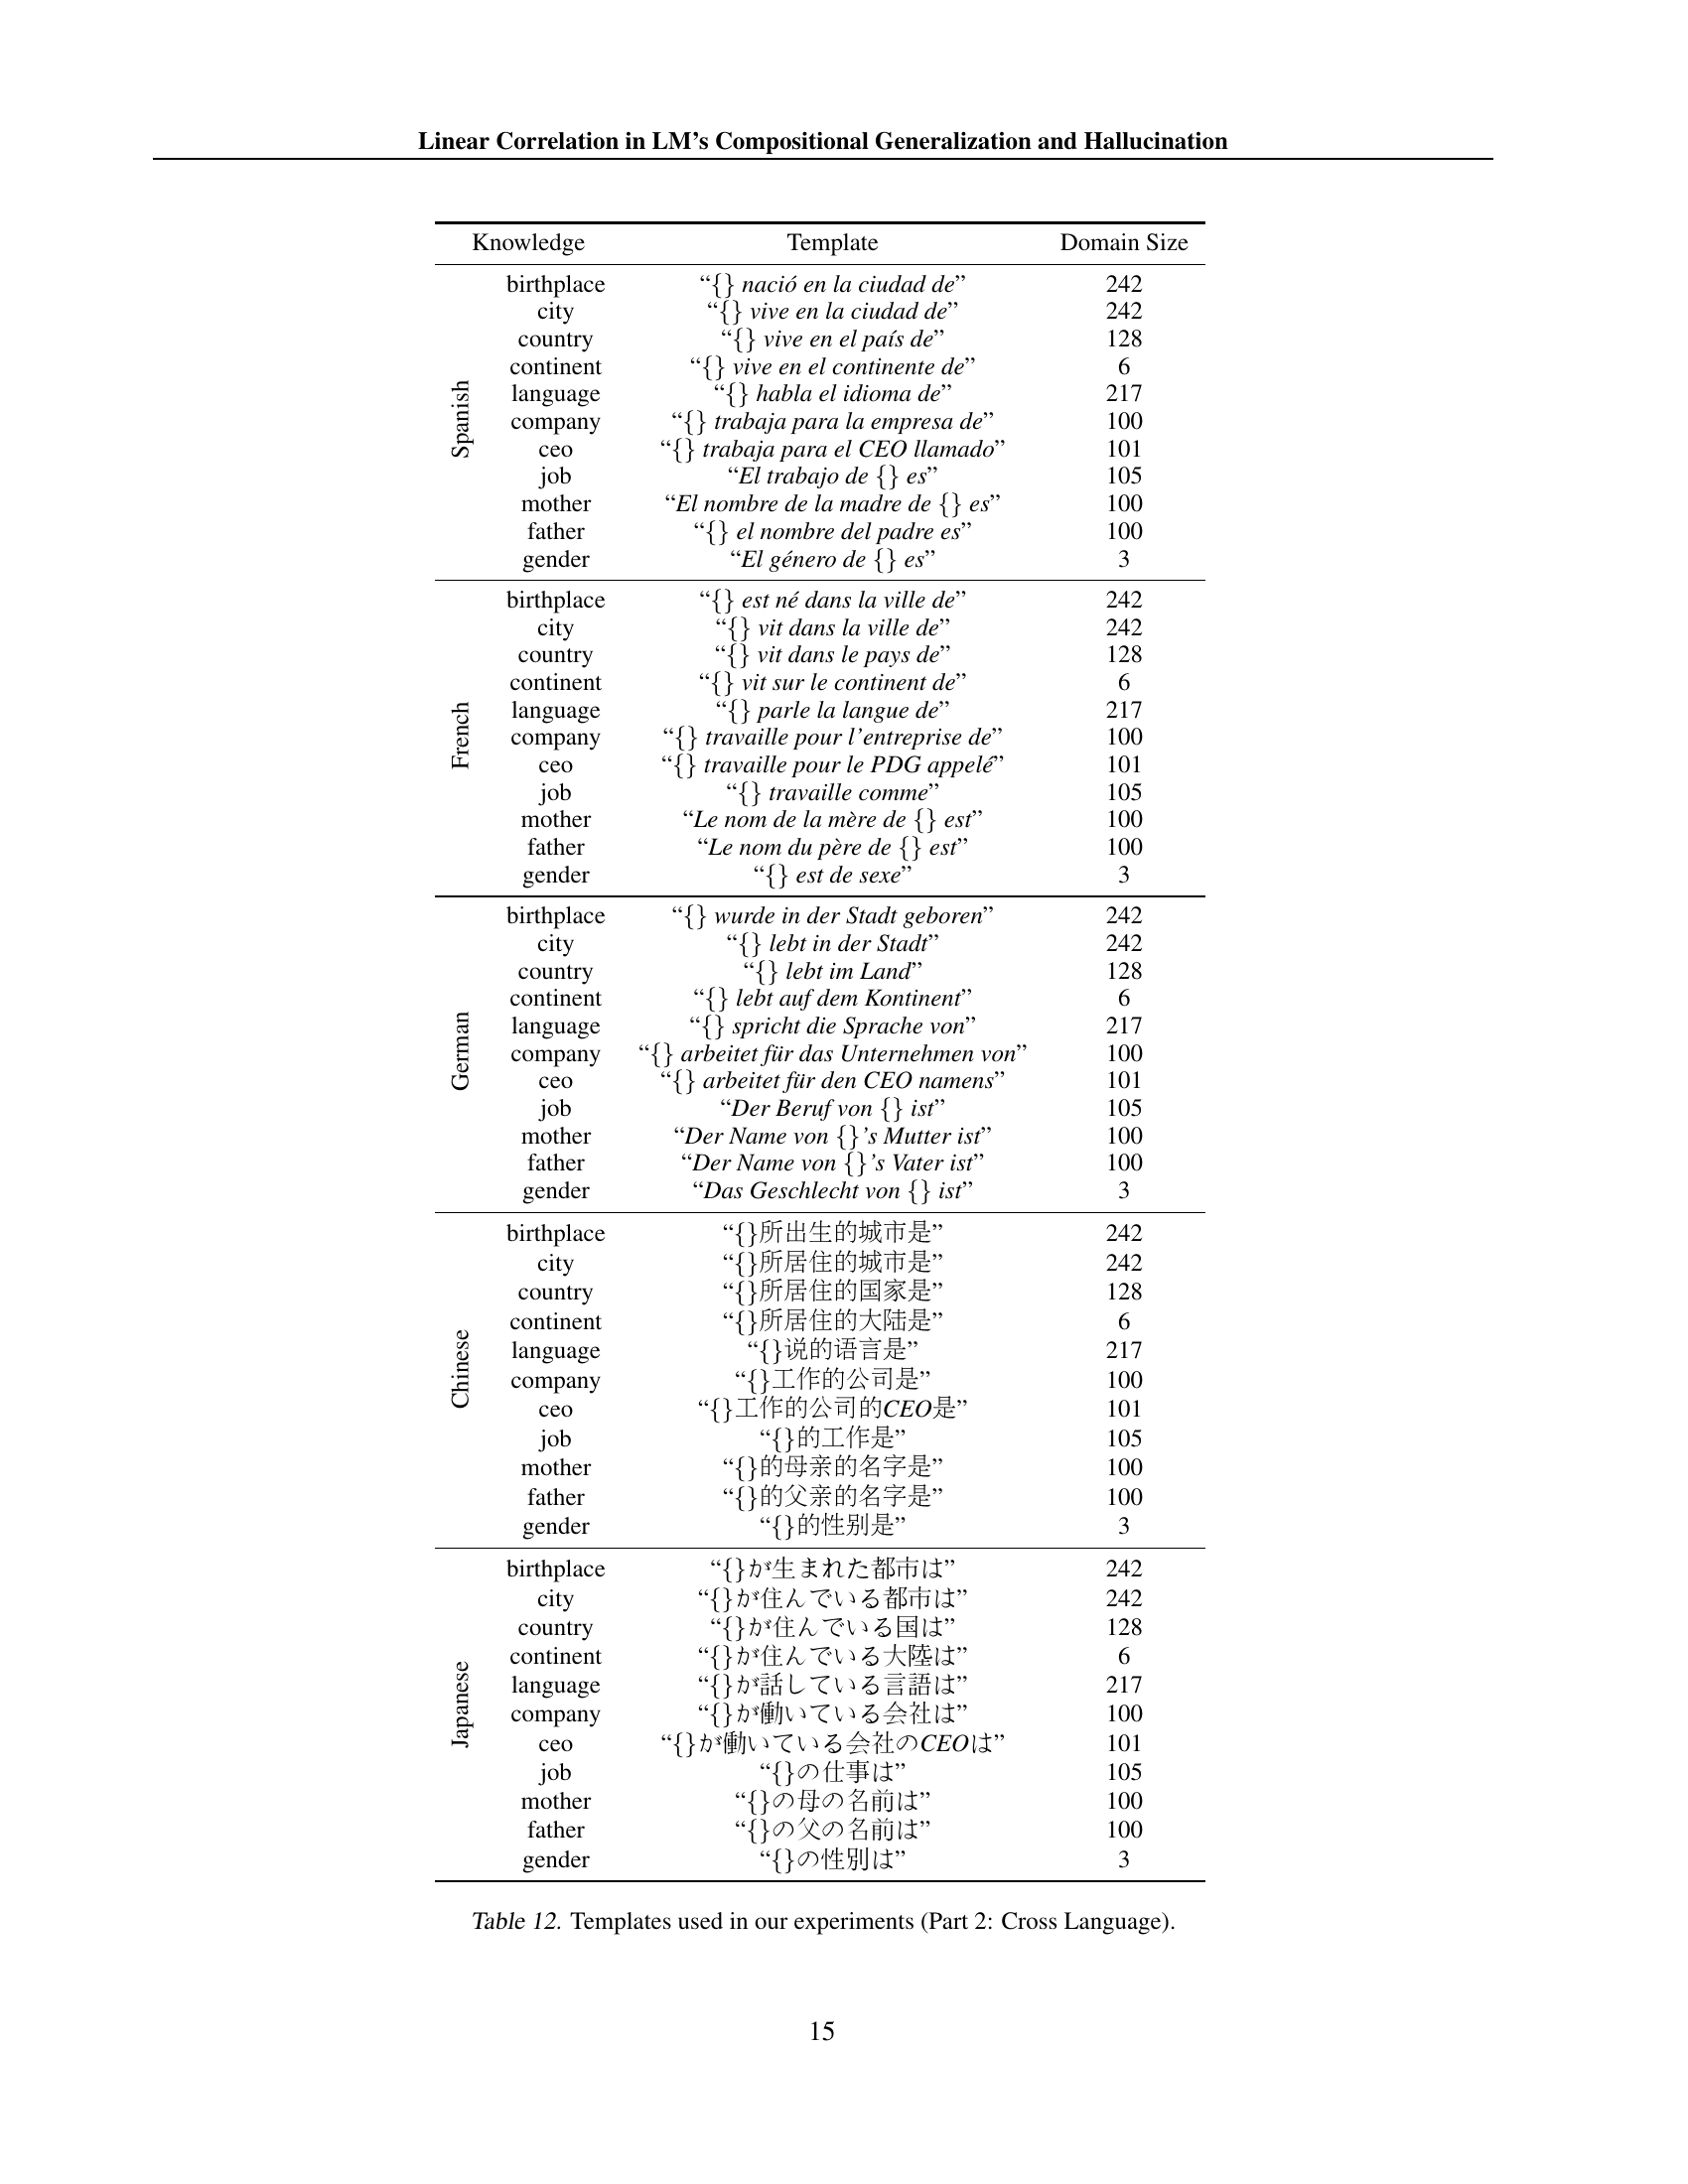 Linear Correlation in LM's Compositional Generalization and Hallucination
Knowledge Template Domain Size
Spanish
birthplace “{} nació en la ciudad de” 242
city “{} vive en la ciudad de” 242
country “{} vive en el país de” 128
continent “{} vive en el continente de” 6
language “{} habla el idioma de” 217
company “{} trabaja para la empresa de” 100
ceo “{} trabaja para el CEO llamado” 101
job “El trabajo de {} es” 105
mother “El nombre de la madre de {} es” 100
father “{} el nombre del padre es” 100
gender “El género de {} es” 3
French
birthplace “{} est né dans la ville de” 242
city “{} vit dans la ville de” 242
country “{} vit dans le pays de” 128
continent “{} vit sur le continent de” 6
language “{} parle la langue de” 217
company “{} travaille pour l'entreprise de” 100
ceo “{} travaille pour le PDG appelé” 101
job “{} travaille comme” 105
mother “Le nom de la mère de {} est” 100
father “Le nom du père de {} est” 100
gender “{} est de sexe” 3
German
birthplace “{} wurde in der Stadt geboren” 242
city “{} lebt in der Stadt” 242
country “{} lebt im Land” 128
continent “{} lebt auf dem Kontinent” 6
language “{} spricht die Sprache von” 217
company “{} arbeitet für das Unternehmen von” 100
ceo “{} arbeitet für den CEO namens” 101
job “Der Beruf von {} ist” 105
mother “Der Name von {}'s Mutter ist” 100
father “Der Name von {}'s Vater ist” 100
gender “Das Geschlecht von {} ist” 3
Chinese
birthplace “{}所出生的城市是” 242
city “{}所居住的城市是” 242
country “{}所居住的国家是” 128
continent “{}所居住的大陆是” 6
language “{}说的语言是” 217
company “{}工作的公司是” 100
ceo “{}工作的公司的CEO是” 101
job “{}的工作是” 105
mother “{}的母亲的名字是” 100
father “{}的父亲的名字是” 100
gender “{}的性别是” 3
Japanese
birthplace “{}が生まれた都市は” 242
city “{}が住んでいる都市は” 242
country “{}が住んでいる国は” 128
continent “{}が住んでいる大陸は” 6
language “{}が話している言語は” 217
company “{}が働いている会社は” 100
ceo “{}が働いている会社のCEOは” 101
job “{}の仕事は” 105
mother “{}の母の名前は” 100
father “{}の父の名前は” 100
gender “{}の性別は” 3
Table 12. Templates used in our experiments (Part 2: Cross Language).
15